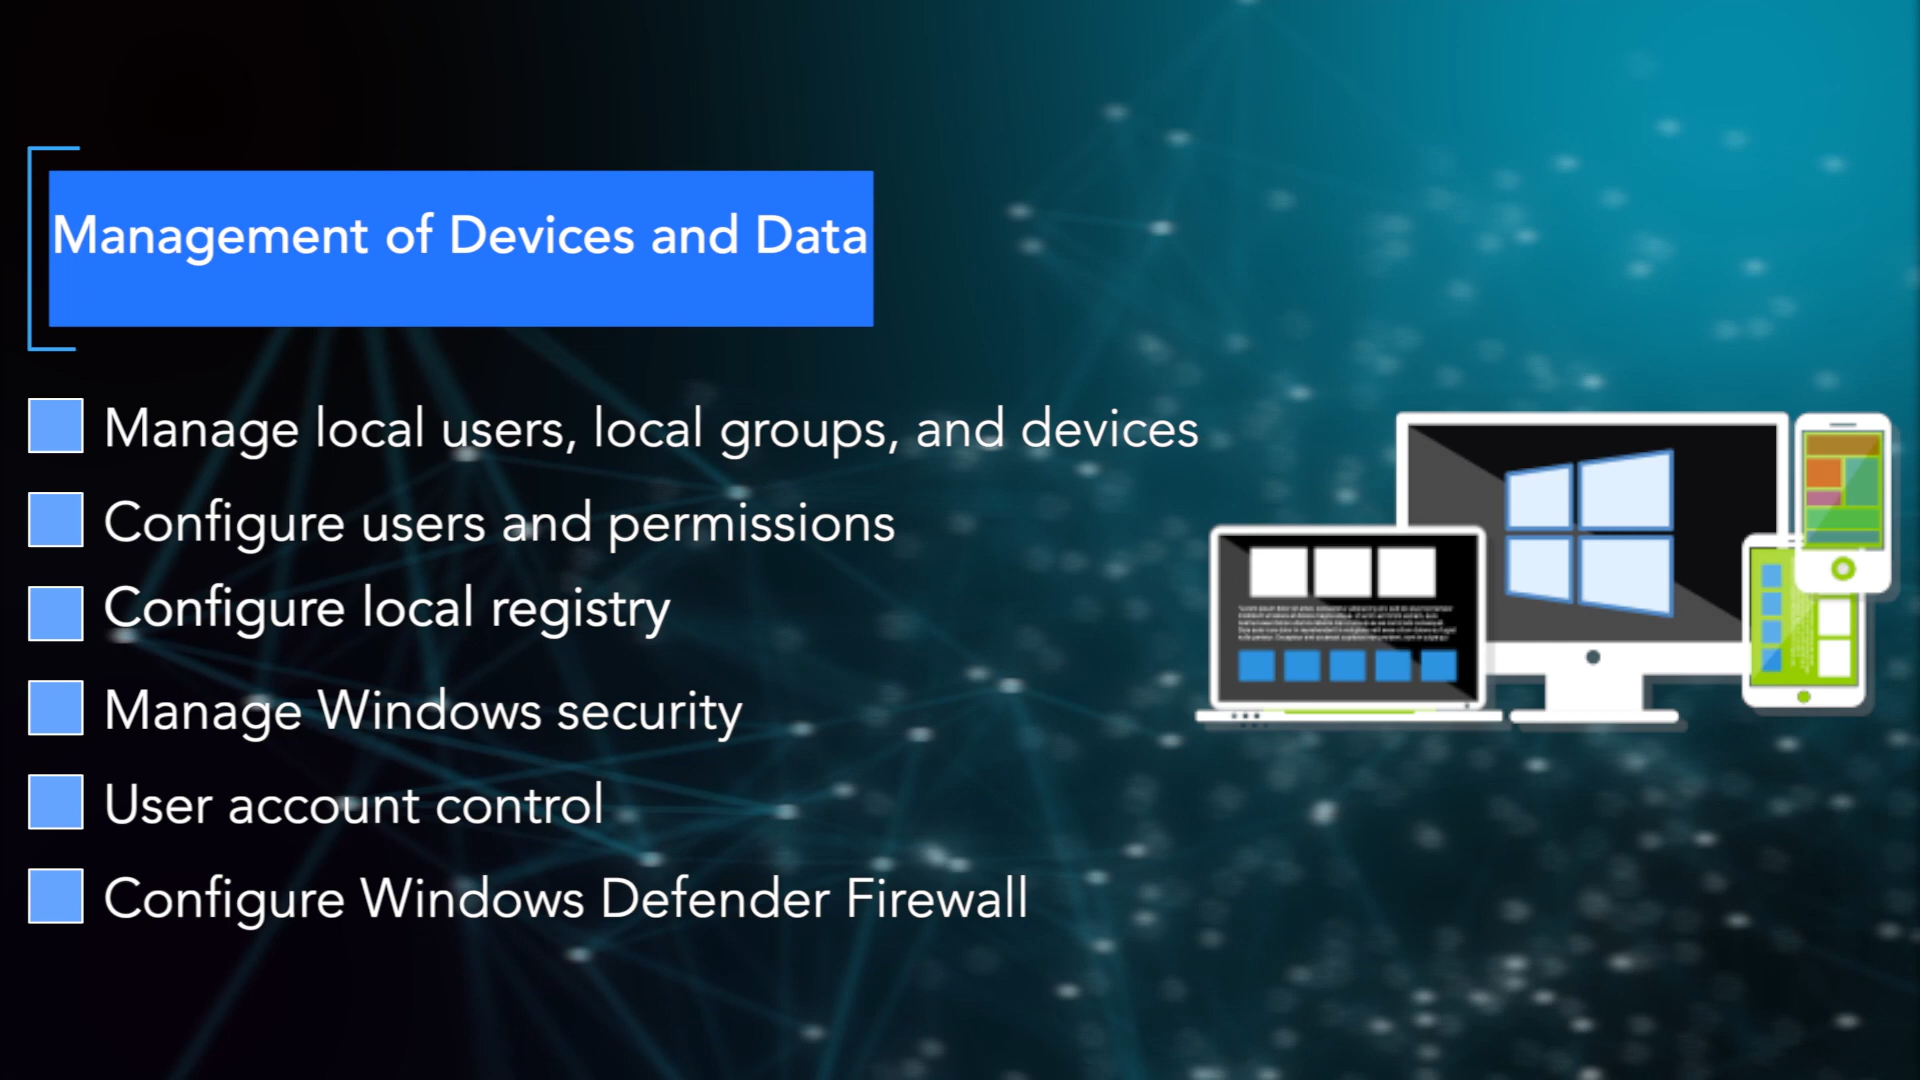 Management of Devices and Data
Manage local users, local groups, and devices
Configure users and permissions
Configure local registry
Manage Windows security
User account control
Configure Windows Defender Firewall